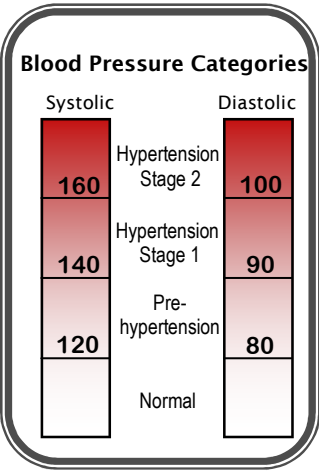 Blood Pressure Categories
Systolic Diastolic
Hypertension
Stage 2
160 100
Hypertension
Stage 1
140 90
Pre-
hypertension
120 80
Normal